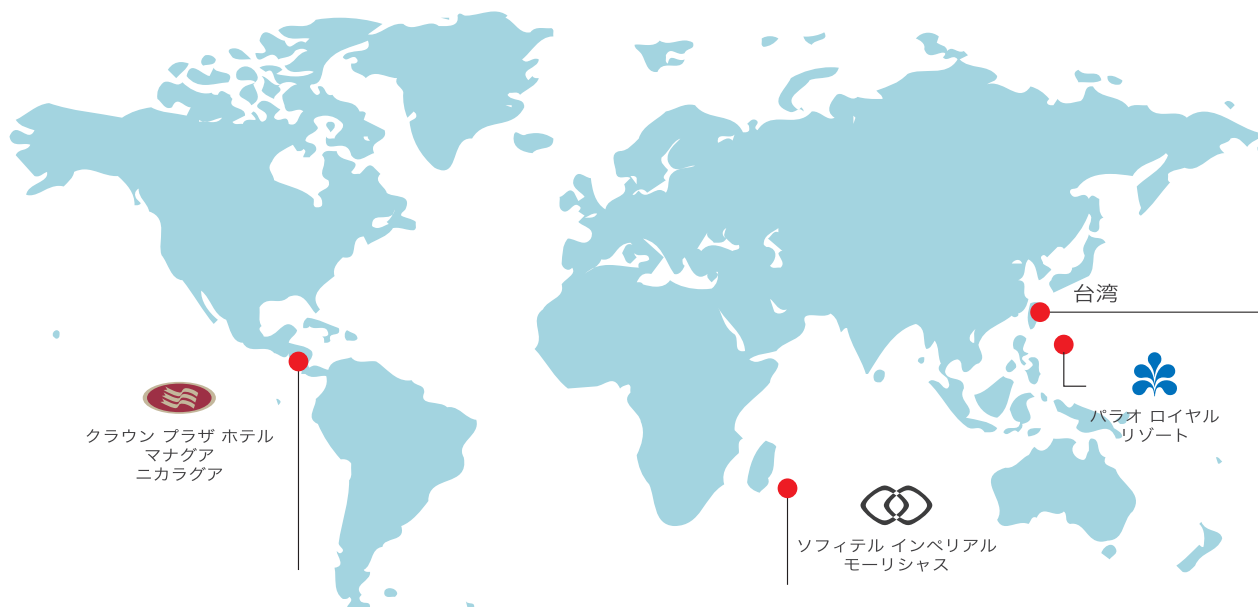 台湾
パラオ ロイヤル
リゾート
クラウン プラザ ホテル
マナグア
ニカラグア
ソフィテル インペリアル
モーリシャス